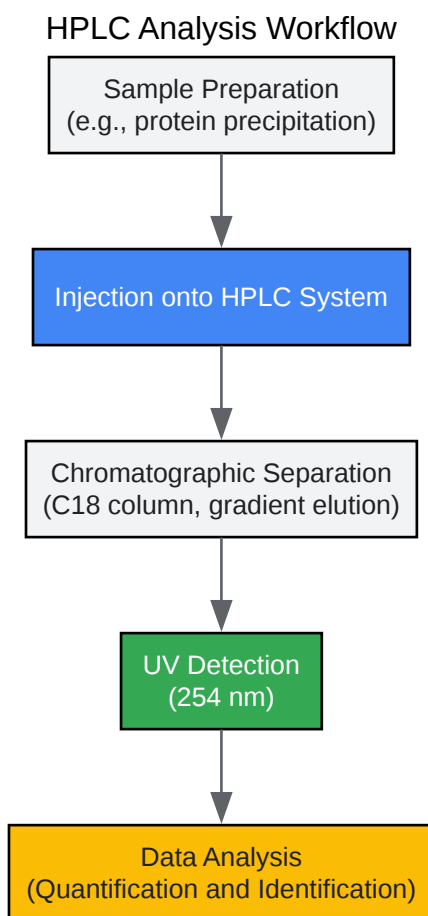 HPLC Analysis Workflow
Sample Preparation
(e.g., protein precipitation)
Injection onto HPLC System
Chromatographic Separation
(C18 column, gradient elution)
UV Detection
(254 nm)
Data Analysis
(Quantification and Identification)